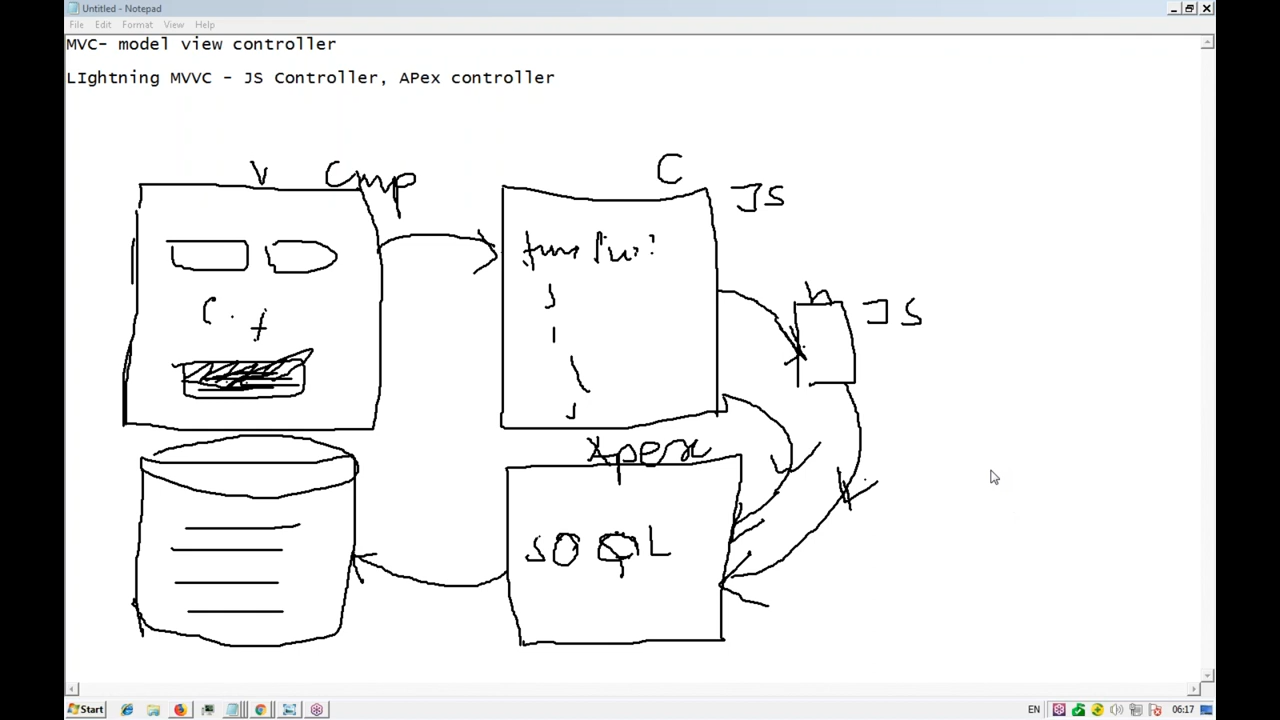 Untitled - Notepad
File Edit Format View Help
MVC- model view controller
LIghtning MVVC - JS Controller, APex controller
V Cmp
C
JS
h
JS
Apex
SOQL
Start
EN
06:17